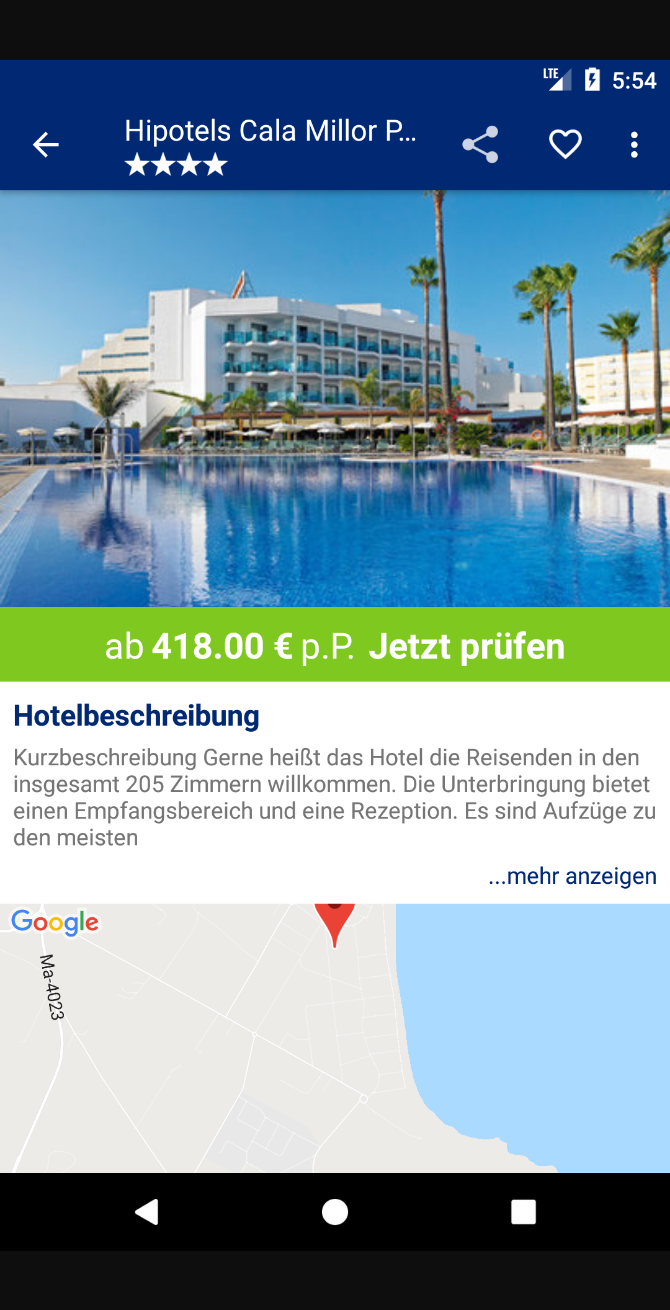 LTE 5:54
Hipotels Cala Millor P...
ab 418.00 € p.P. Jetzt prüfen
Hotelbeschreibung
Kurzbeschreibung Gerne heißt das Hotel die Reisenden in den
insgesamt 205 Zimmern willkommen. Die Unterbringung bietet
einen Empfangsbereich und eine Rezeption. Es sind Aufzüge zu
den meisten
...mehr anzeigen
Google
Ma-4023